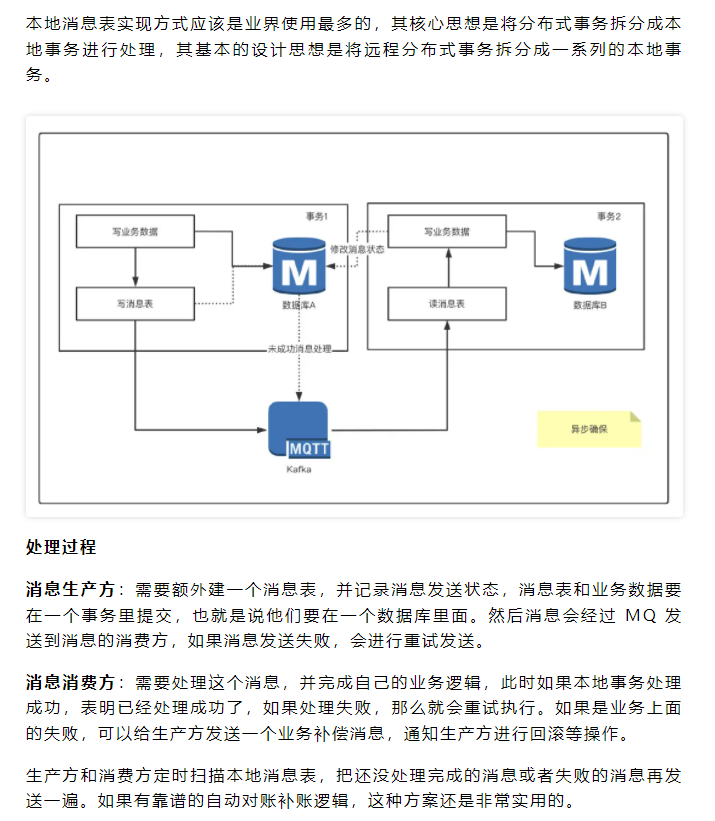 本地消息表实现方式应该是业界使用最多的，其核心思想是将分布式事务拆分成本
地事务进行处理，其基本的设计思想是将远程分布式事务拆分成一系列的本地事
务。
事务1
事务2
写业务数据
写业务数据
修改消息状态
M
M
写消息表
数据库A
读消息表
数据库B
未成功消息处理
异步确保
MQTT
Kafka
处理过程
消息生产方：需要额外建一个消息表，并记录消息发送状态，消息表和业务数据要
在一个事务里提交，也就是说他们要在一个数据库里面。然后消息会经过 MQ 发
送到消息的消费方，如果消息发送失败，会进行重试发送。
消息消费方：需要处理这个消息，并完成自己的业务逻辑，此时如果本地事务处理
成功，表明已经处理成功了，如果处理失败，那么就会重试执行。如果是业务上面
的失败，可以给生产方发送一个业务补偿消息，通知生产方进行回滚等操作。
生产方和消费方定时扫描本地消息表，把还没处理完成的消息或者失败的消息再发
送一遍。如果有靠谱的自动对账补账逻辑，这种方案还是非常实用的。